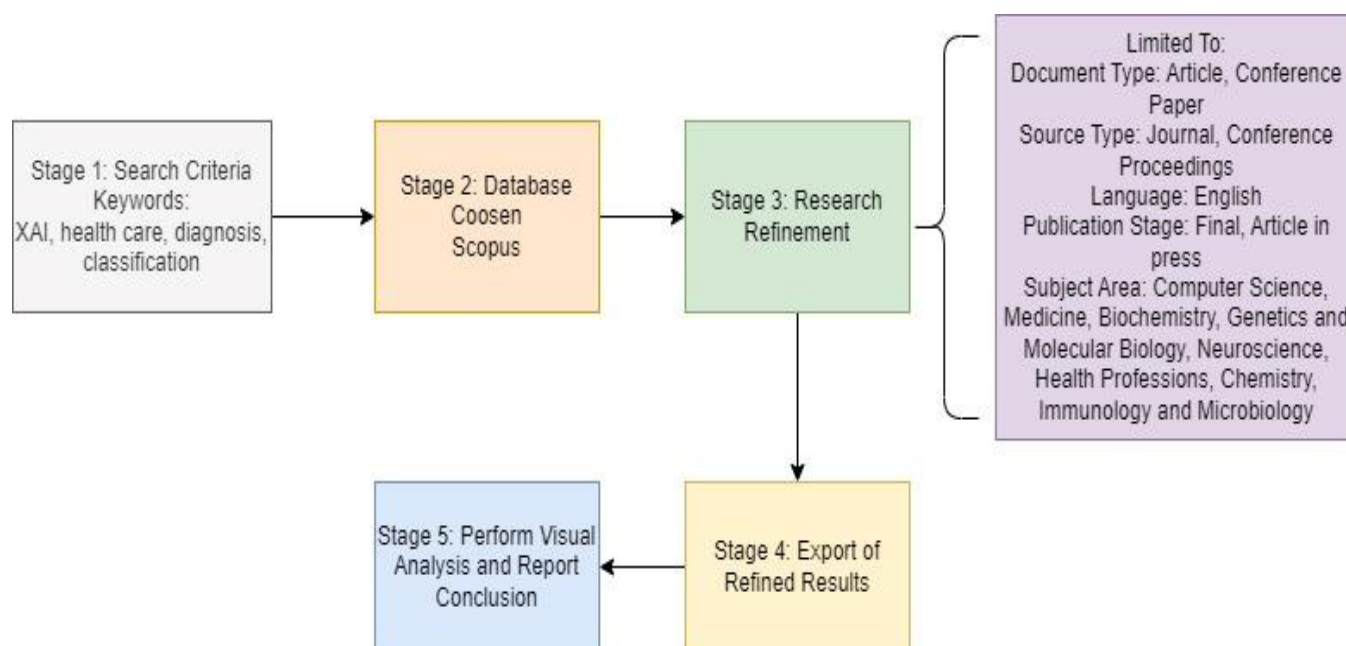 Stage 1: Search Criteria
Keywords:
XAI, health care, diagnosis,
classification
Stage 2: Database
Coosen
Scopus
Stage 3: Research
Refinement
Limited To:
Document Type: Article, Conference
Paper
Source Type: Journal, Conference
Proceedings
Language: English
Publication Stage: Final, Article in
press
Subject Area: Computer Science,
Medicine, Biochemistry, Genetics and
Molecular Biology, Neuroscience,
Health Professions, Chemistry,
Immunology and Microbiology
Stage 4: Export of
Refined Results
Stage 5: Perform Visual
Analysis and Report
Conclusion